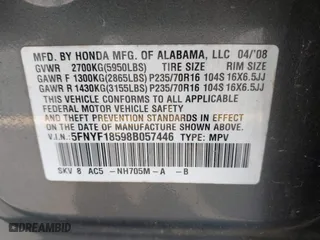 MFD. BY HONDA MFG. OF ALABAMA, LLC 04/'08
GVWR 2700KG(5950LBS) TIRE SIZE RIM SIZE
GAWR F 1300KG(2865LBS)P235/70R16 104S 16X6.5JJ
GAWR R 1430KG(3155LBS)P235/70R16 104S 16X6.5JJ
THIS VEHICLE CONFORMS TO ALL APPLICABLE FEDERAL MOTOR VEHICLE
SAFETY AND THEFT PREVENTION STANDARDS IN EFFECT ON THE DATE
OF MANUFACTURE SHOWN ABOVE.
V.I.N.: 5FNYF18598B057446 TYPE: MPV
SKV 8 AC5 -NH705M-A -B